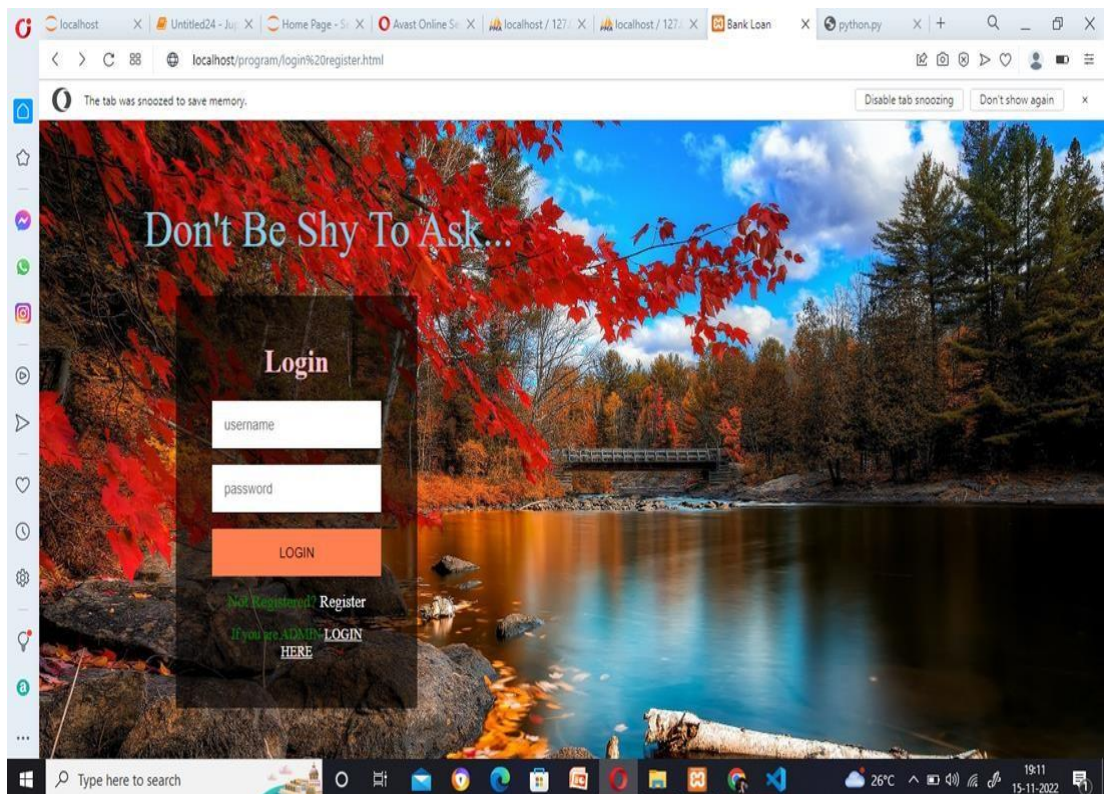 localhost
Untitled24 - Ju
Home Page - S
Avast Online Se
localhost / 127.
localhost / 127.
Bank Loan
python.py
localhost/program/login%20register.html
The tab was snoozed to save memory.
Disable tab snoozing
Don't show again
Don't Be Shy To Ask...
Login
username
password
LOGIN
Not Registered? Register
If you are ADMIN LOGIN
HERE
Type here to search
26°C
19:11
15-11-2022